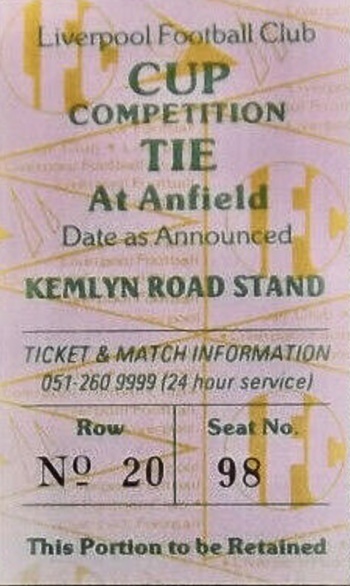 Liverpool Football Club
CUP
COMPETITION
TIE
At Anfield
Date as Announced
KEMLYN ROAD STAND
TICKET & MATCH INFORMATION
051-260 9999 (24 hour service)
Row
Seat No.
Nº 20
98
This Portion to be Retained